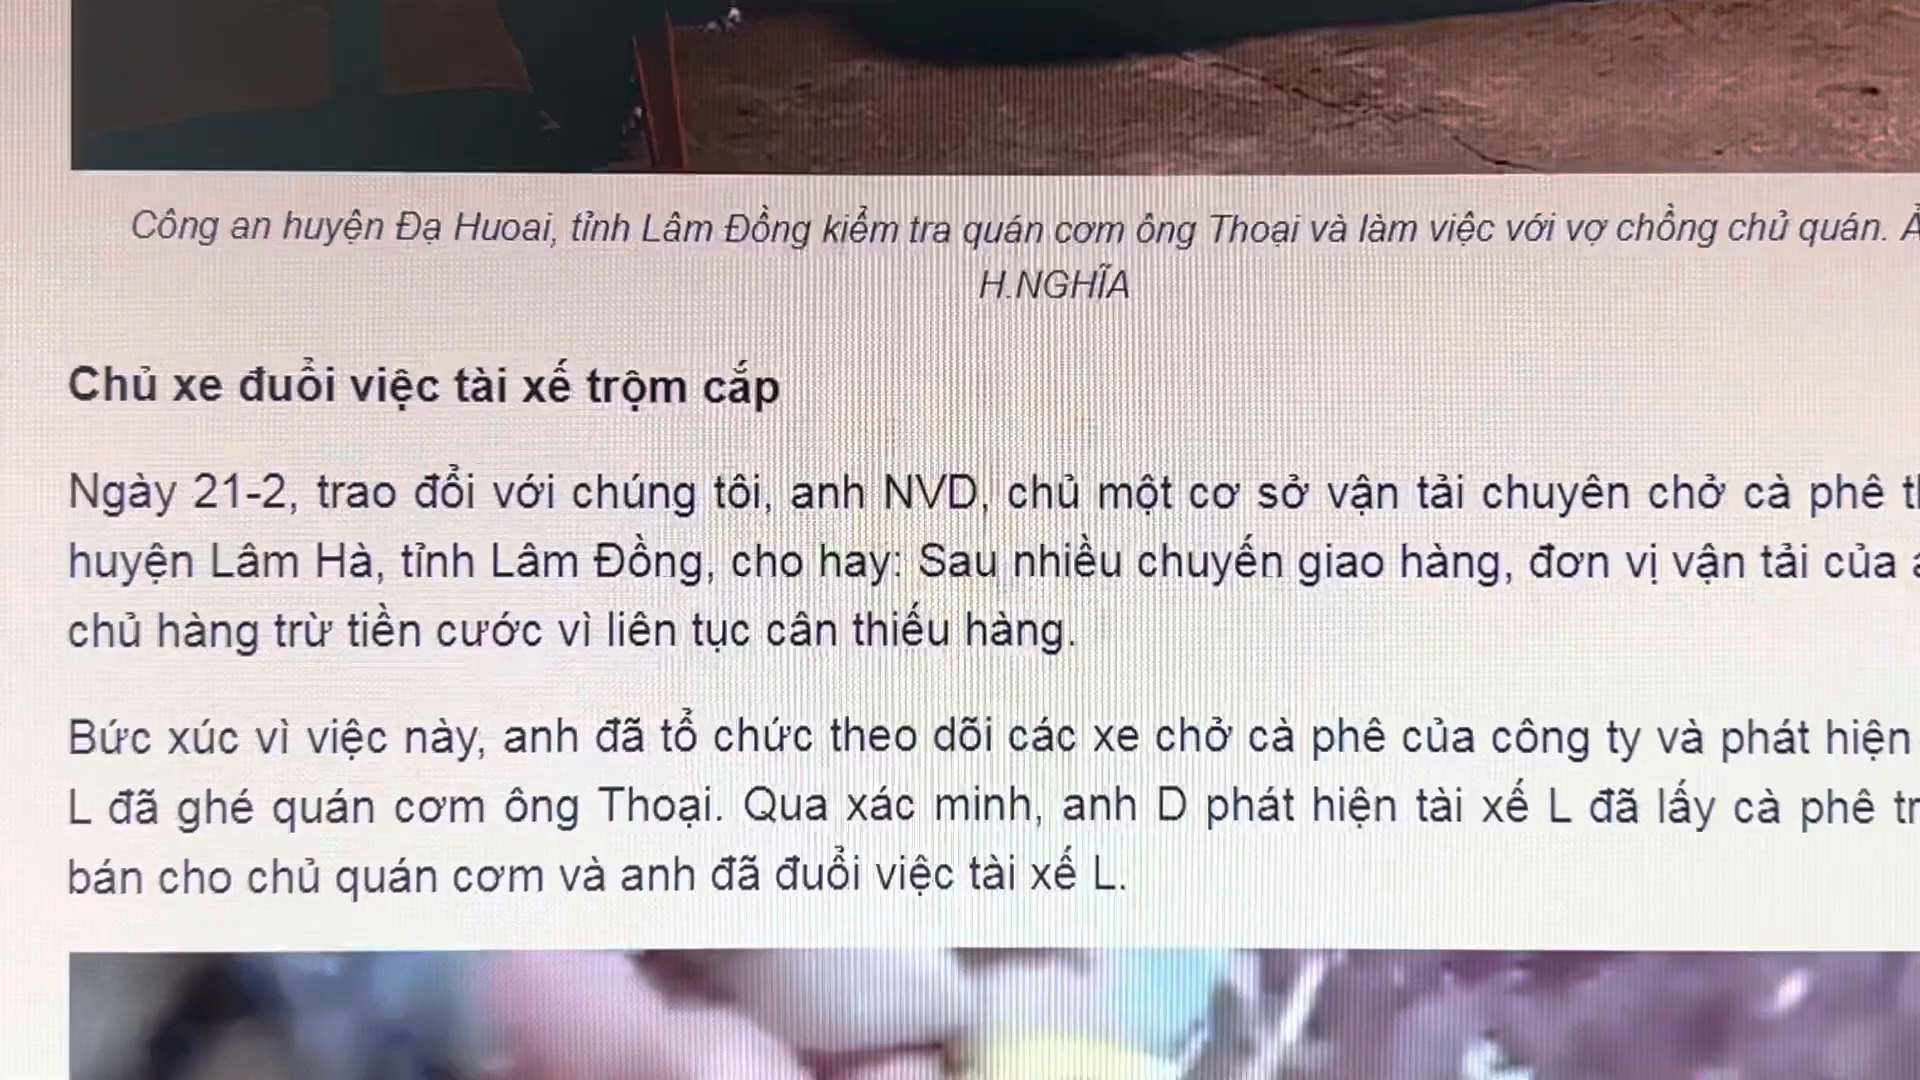 Công an huyện Đạ Huoai, tỉnh Lâm Đồng kiểm tra quán cơm ông Thoại và làm việc với vợ chồng chủ quán.
H.NGHĨA
Chủ xe đuổi việc tài xế trộm cắp
Ngày 21-2, trao đổi với chúng tôi, anh NVD, chủ một cơ sở vận tải chuyên chở cà phê
huyện Lâm Hà, tỉnh Lâm Đồng, cho hay: Sau nhiều chuyến giao hàng, đơn vị vận tải của
chủ hàng trừ tiền cước vì liên tục cân thiếu hàng.
Bức xúc vì việc này, anh đã tổ chức theo dõi các xe chở cà phê của công ty và phát hiện
L đã ghé quán cơm ông Thoại. Qua xác minh, anh D phát hiện tài xế L đã lấy cà phê
bán cho chủ quán cơm và anh đã đuổi việc tài xế L.